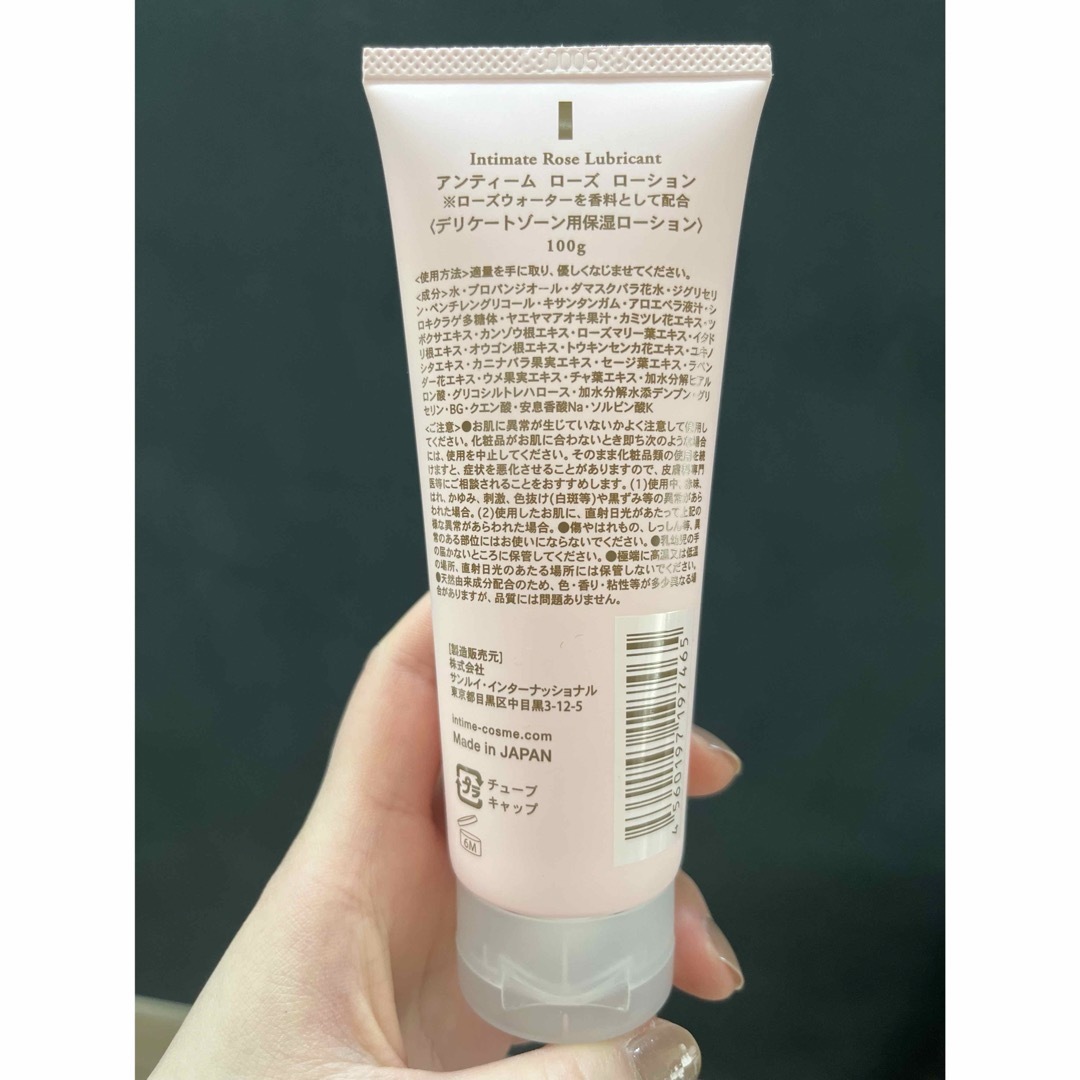 0005
Intimate Rose Lubricant
アンティーム ローズ ローション
※ローズウォーターを香料として配合
〈デリケートゾーン用保湿ローション〉
100g
<使用方法>適量を手に取り、優しくなじませてください。
<成分>水・プロパンジオール・ダマスクバラ花水・ジグリセリ
ン・ペンチレングリコール・キサンタンガム・アロエベラ液汁・シ
ロキクラゲ多糖体・ヤエヤマアオキ果汁・カミツレ花エキス・ツ
ボクサエキス・カンゾウ根エキス・ローズマリー葉エキス・イタド
リ根エキス・オウゴン根エキス・トウキンセンカ花エキス・ユキノ
シタエキス・カニナバラ果実エキス・セージ葉エキス・ラベン
ダー花エキス・ウメ果実エキス・チャ葉エキス・加水分解ヒアル
ロン酸・グリコシルトレハロース・加水分解水添デンプン・グリ
セリン・BG・クエン酸・安息香酸Na・ソルビン酸K
<ご注意>●お肌に異常が生じていないかよく注意して使用し
てください。化粧品がお肌に合わないとき即ち次のような場合
には、使用を中止してください。そのまま化粧品類の使用を続
けますと、症状を悪化させることがありますので、皮膚科専門
医等にご相談されることをおすすめします。(1)使用中、赤味、
はれ、かゆみ、刺激、色抜け(白斑等)や黒ずみ等の異常があら
われた場合。(2)使用したお肌に、直射日光があたって上記の
様な異常があらわれた場合。●傷やはれもの、しっしん等、異
常のある部位にはお使いにならないでください。●乳幼児の手
の届かないところに保管してください。●極端に高温又は低温
の場所、直射日光のあたる場所には保管しないでください。
●天然由来成分配合のため、色・香り・粘性等が多少異なる場
合がありますが、品質には問題ありません。
[製造販売元]
株式会社
サンルイ・インターナッショナル
東京都目黒区中目黒3-12-5
intime-cosme.com
Made in JAPAN
プラ
チューブ
キャップ
6M
4560197197465